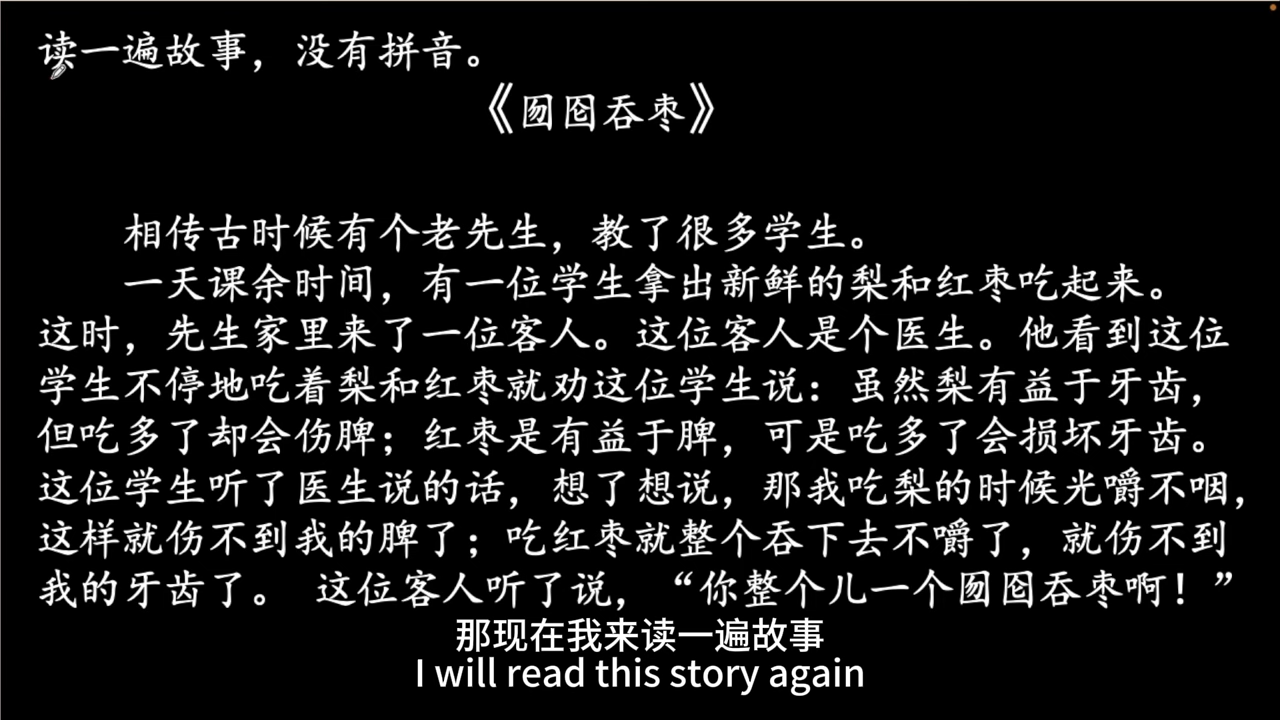 读一遍故事，没有拼音。
《囫囵吞枣》
相传古时候有个老先生，教了很多学生。
一天课余时间，有一位学生拿出新鲜的梨和红枣吃起来。
这时，先生家里来了一位客人。这位客人是个医生。他看到这位
学生不停地吃着梨和红枣就劝这位学生说：虽然梨有益于牙齿，
但吃多了却会伤脾；红枣是有益于脾，可是吃多了会损坏牙齿。
这位学生听了医生说的话，想了想说，那我吃梨的时候光嚼不咽，
这样就伤不到我的脾了；吃红枣就整个吞下去不嚼了，就伤不到
我的牙齿了。 这位客人听了说，“你整个儿一个囫囵吞枣啊！”
那现在我来读一遍故事
I will read this story again